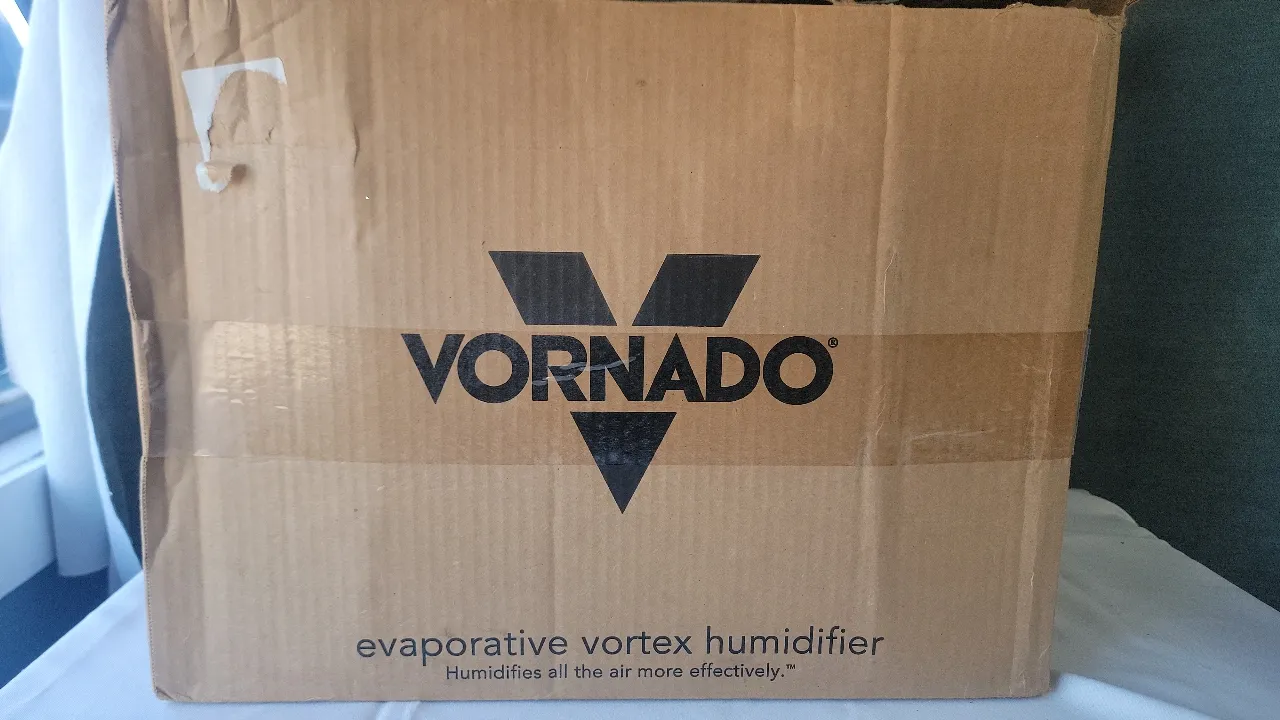 VORNADO®
evaporative vortex humidifier
Humidifies all the air more effectively.™